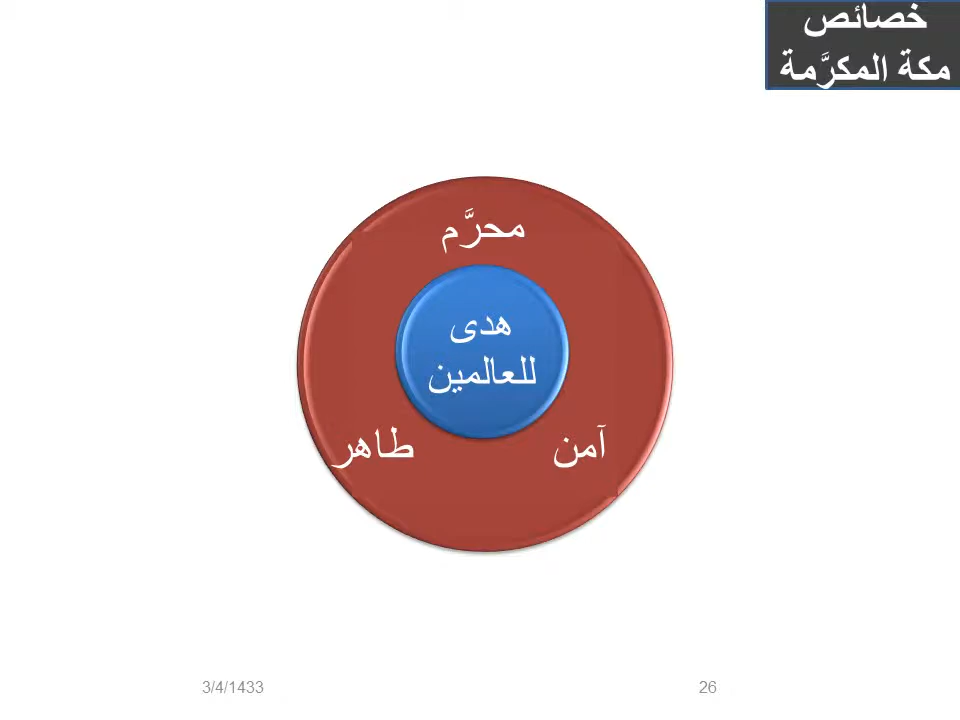 خصائص
مكة المكرَّمة
محرَّم
هدى
للعالمين
آمن
طاهر
3/4/1433
26